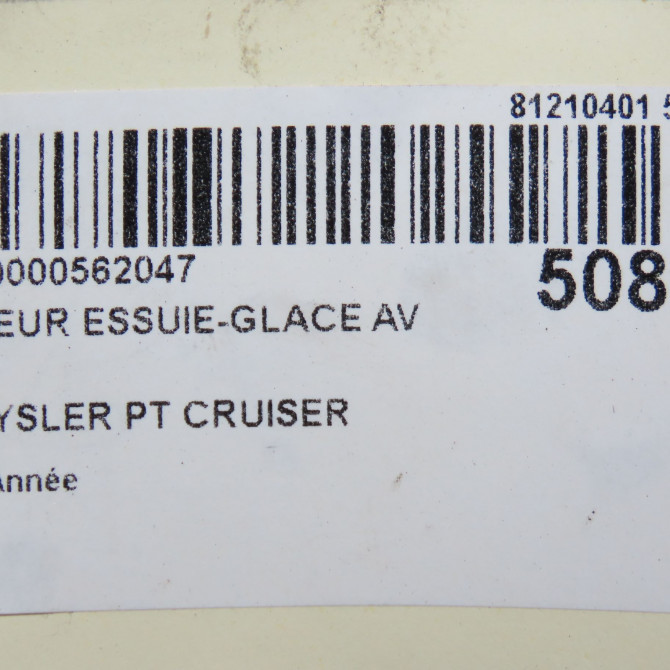 81210401 5
0000562047
508
EUR ESSUIE-GLACE AV
YSLER PT CRUISER
Année